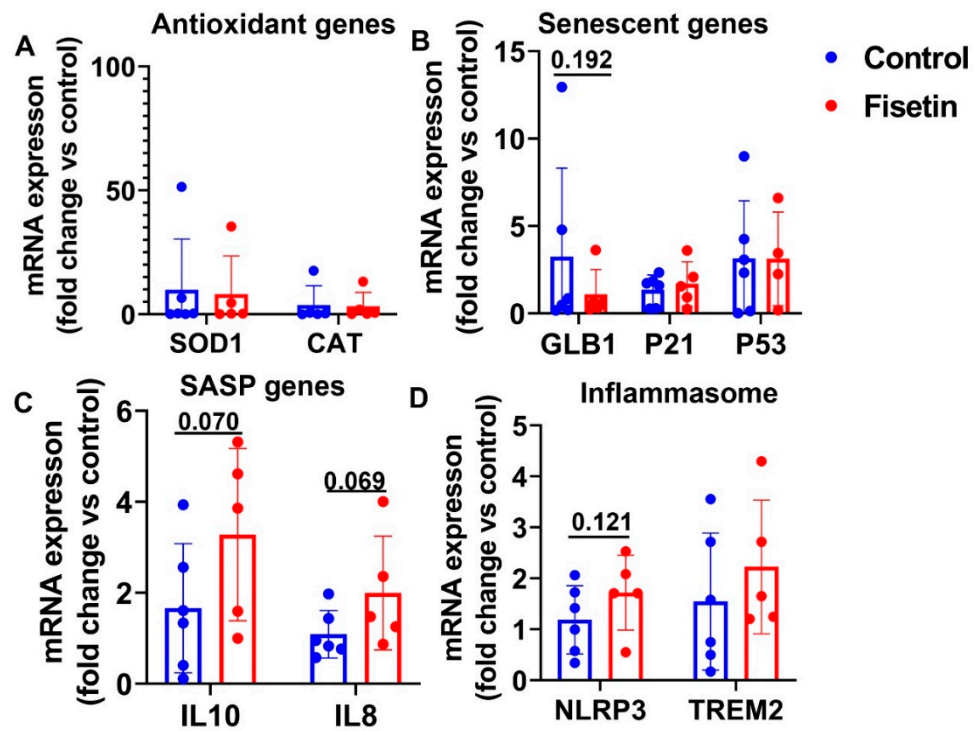 A
Antioxidant genes
mRNA expresson
(fold change vs control)
100
50
0
SOD1 CAT
B
Senescent genes
mRNA expresson
(fold change vs control)
15
10
5
0
0.192
GLB1 P21 P53
Control
Fisetin
C
SASP genes
mRNA expresson
(fold change vs control)
6
4
2
0
0.070
0.069
IL10 IL8
D
Inflammasome
mRNA expresson
(fold change vs control)
5
4
3
2
1
0
0.121
NLRP3 TREM2